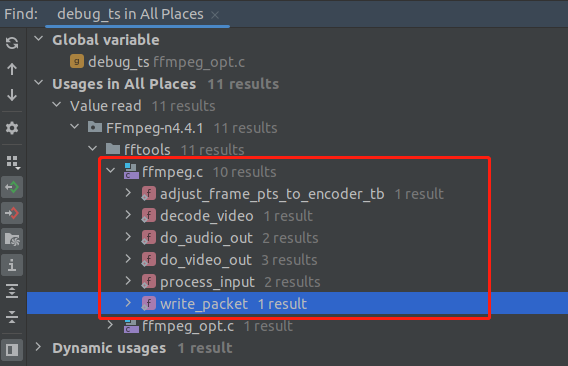 Find: debug_ts in All Places ×
Global variable
g debug_ts ffmpeg_opt.c
Usages in All Places 11 results
Value read 11 results
FFmpeg-n4.4.1 11 results
fftools 11 results
ffmpeg.c 10 results
f adjust_frame_pts_to_encoder_tb 1 result
f decode_video 1 result
f do_audio_out 2 results
f do_video_out 3 results
f process_input 2 results
f write_packet 1 result
ffmpeg_opt.c 1 result
Dynamic usages 1 result